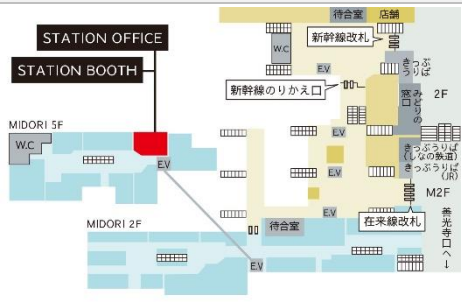 待合室
店舗
STATION OFFICE
新幹線改札
W.C
STATION BOOTH
E.V
きっぷ
うりば
新幹線のりかえ口
みどりの
窓口
2F
MIDORI 5F
W.C
E.V
きっぷうりば
(しなの鉄道)
E.V
E.V
きっぷうりば
(JR)
M2F
MIDORI 2F
待合室
在来線改札
善光寺口へ↓
E.V
E.V